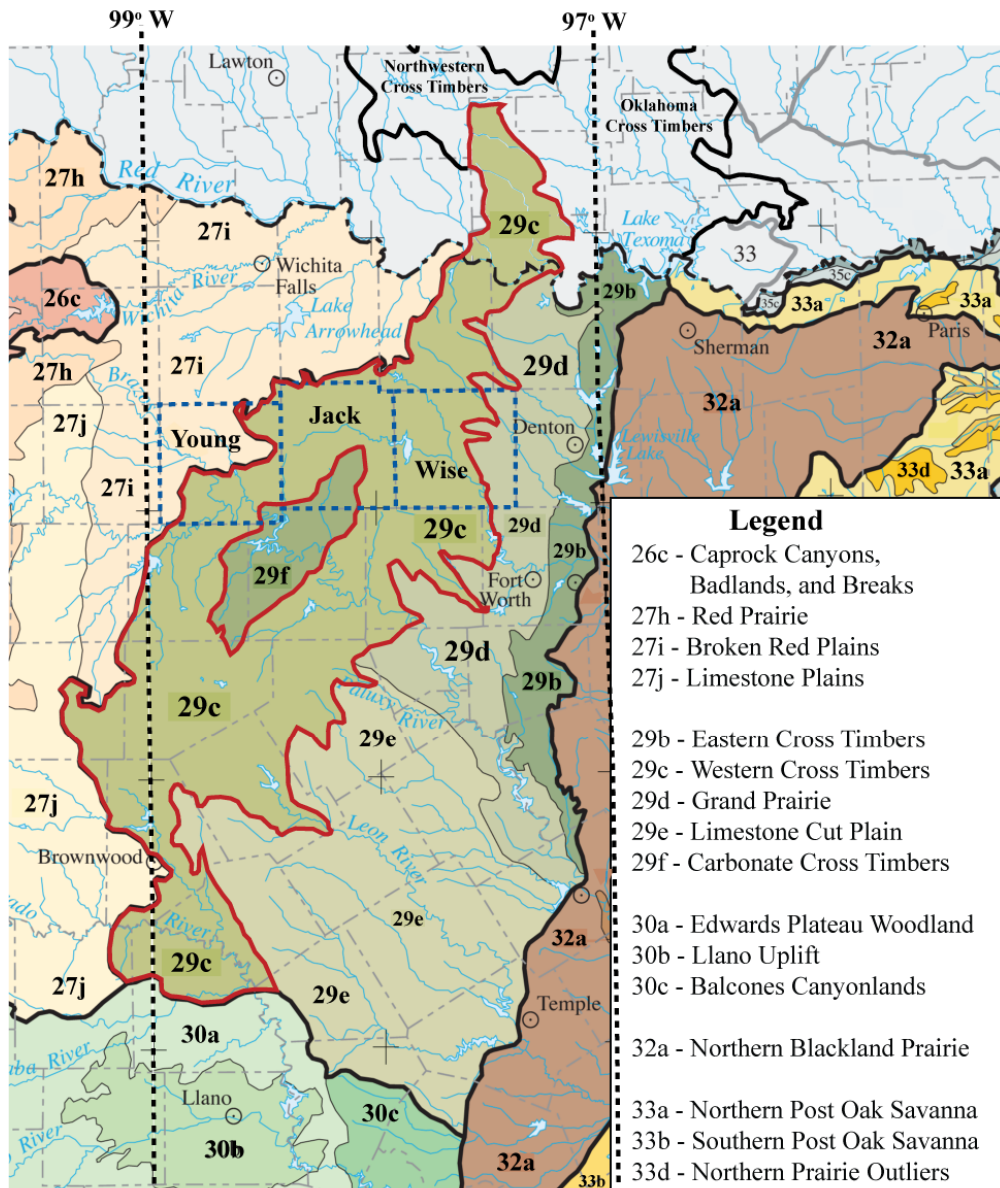 99° W
97° W
Lawton
Northwestern
Cross Timbers
Oklahoma
Cross Timbers
27h
Red River
29c
Lake
Texoma
33
35c
35c
27i
Wichita
Falls
26c
Wichita River
Lake
Arrowhead
29b
33a
33a
Paris
Sherman
32a
27h
27i
29d
27j
Young
Jack
Denton
32a
Wise
Lewisville
Lake
33d
33a
27i
29c
29d
29b
29f
Fort
Worth
29d
29b
29c
Paluxy River
29e
27j
Leon River
Brownwood
29e
River
29c
32a
27j
29e
Temple
30a
Llano
30c
River
30b
32a
33b
Legend
26c - Caprock Canyons,
Badlands, and Breaks
27h - Red Prairie
27i - Broken Red Plains
27j - Limestone Plains
29b - Eastern Cross Timbers
29c - Western Cross Timbers
29d - Grand Prairie
29e - Limestone Cut Plain
29f - Carbonate Cross Timbers
30a - Edwards Plateau Woodland
30b - Llano Uplift
30c - Balcones Canyonlands
32a - Northern Blackland Prairie
33a - Northern Post Oak Savanna
33b - Southern Post Oak Savanna
33d - Northern Prairie Outliers